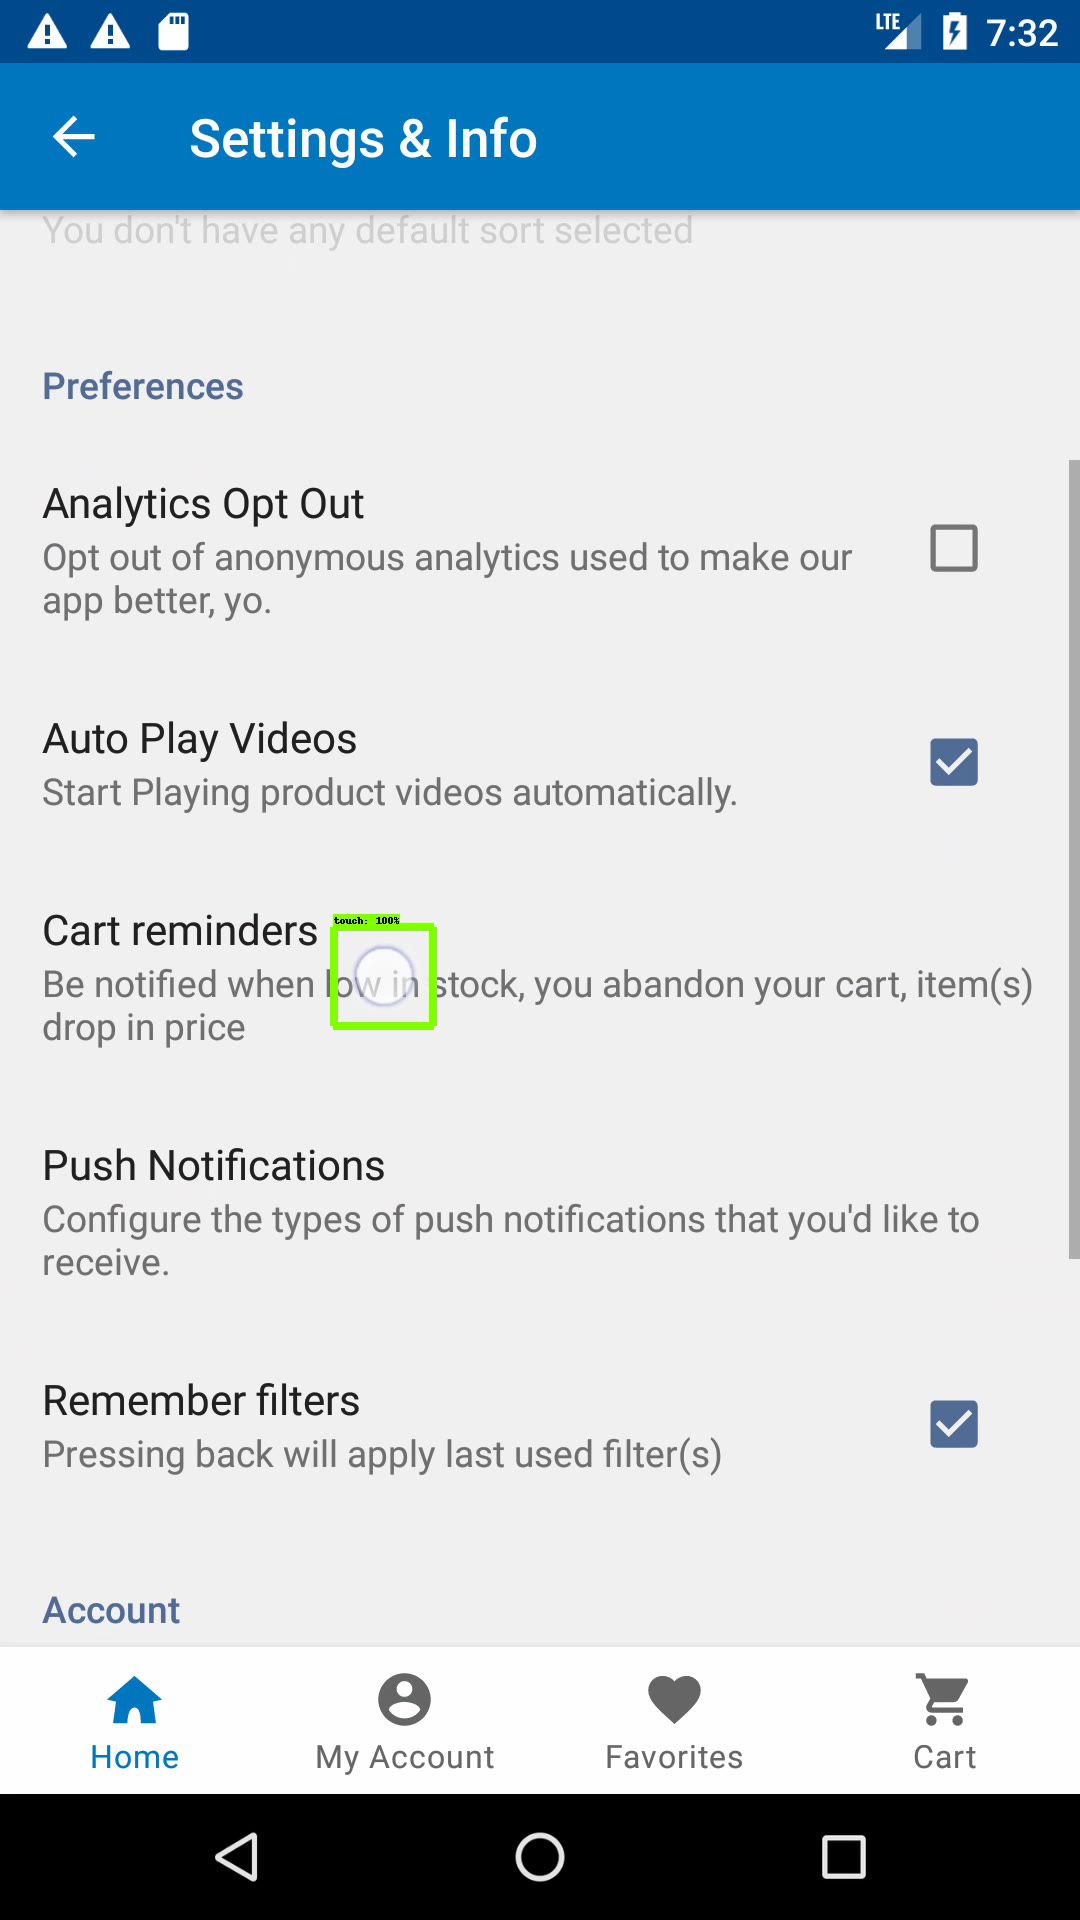 LTE 7:32
Settings & Info
You don't have any default sort selected
Preferences
Analytics Opt Out
Opt out of anonymous analytics used to make our
app better, yo.
Auto Play Videos
Start Playing product videos automatically.
touch: 100%
Cart reminders
Be notified when low in stock, you abandon your cart, item(s)
drop in price
Push Notifications
Configure the types of push notifications that you'd like to
receive.
Remember filters
Pressing back will apply last used filter(s)
Account
Home
My Account
Favorites
Cart